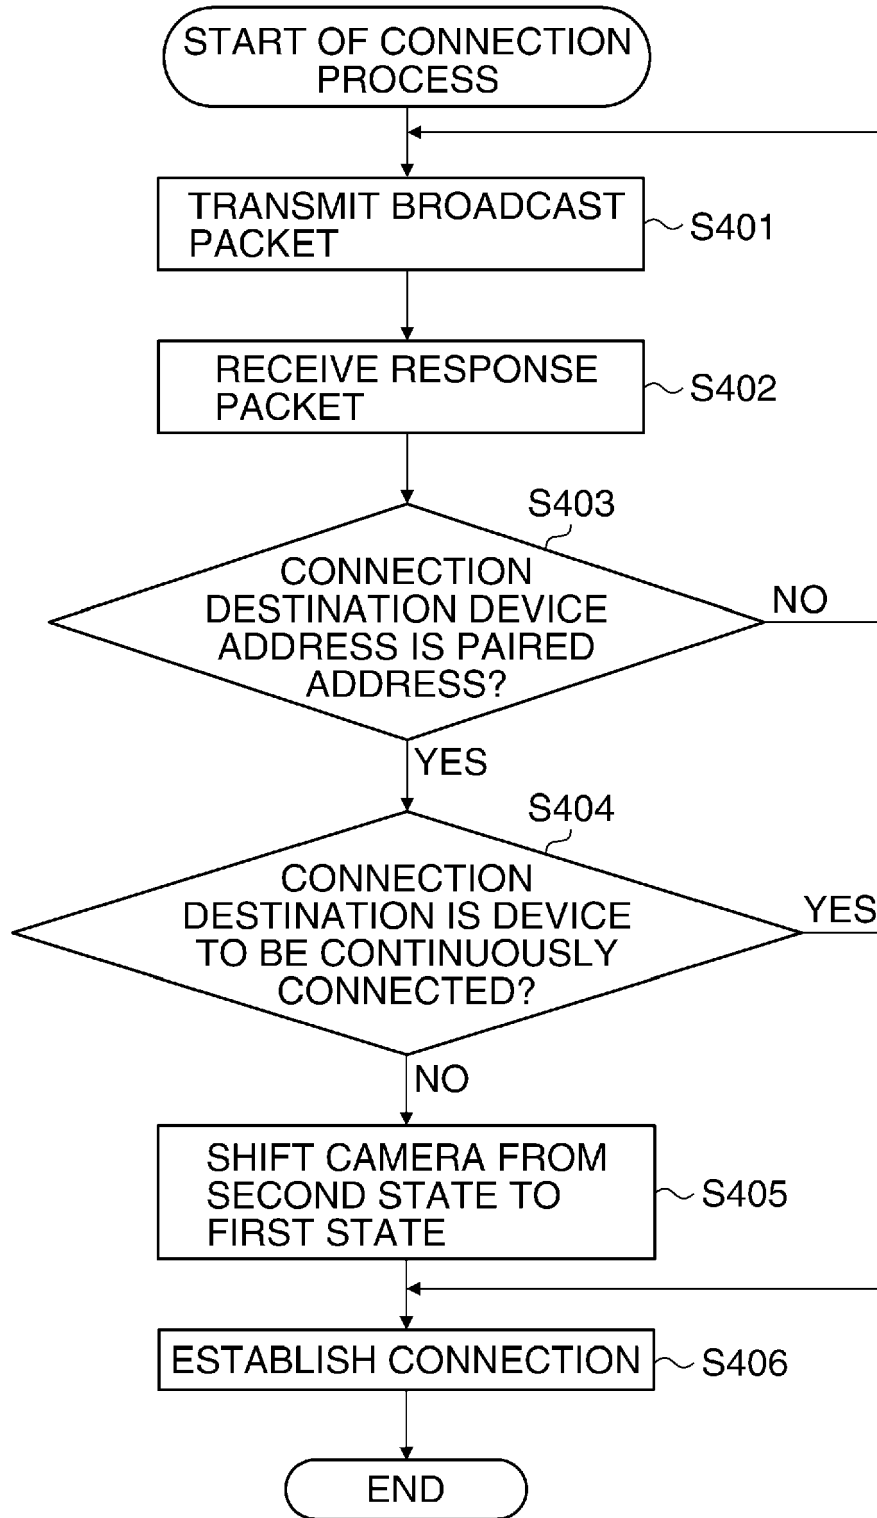 START OF CONNECTION
PROCESS
TRANSMIT BROADCAST
PACKET
S401
RECEIVE RESPONSE
PACKET
S402
S403
CONNECTION
DESTINATION DEVICE
ADDRESS IS PAIRED
ADDRESS?
NO
YES
S404
CONNECTION
DESTINATION IS DEVICE
TO BE CONTINUOUSLY
CONNECTED?
YES
NO
SHIFT CAMERA FROM
SECOND STATE TO
FIRST STATE
S405
ESTABLISH CONNECTION
S406
END